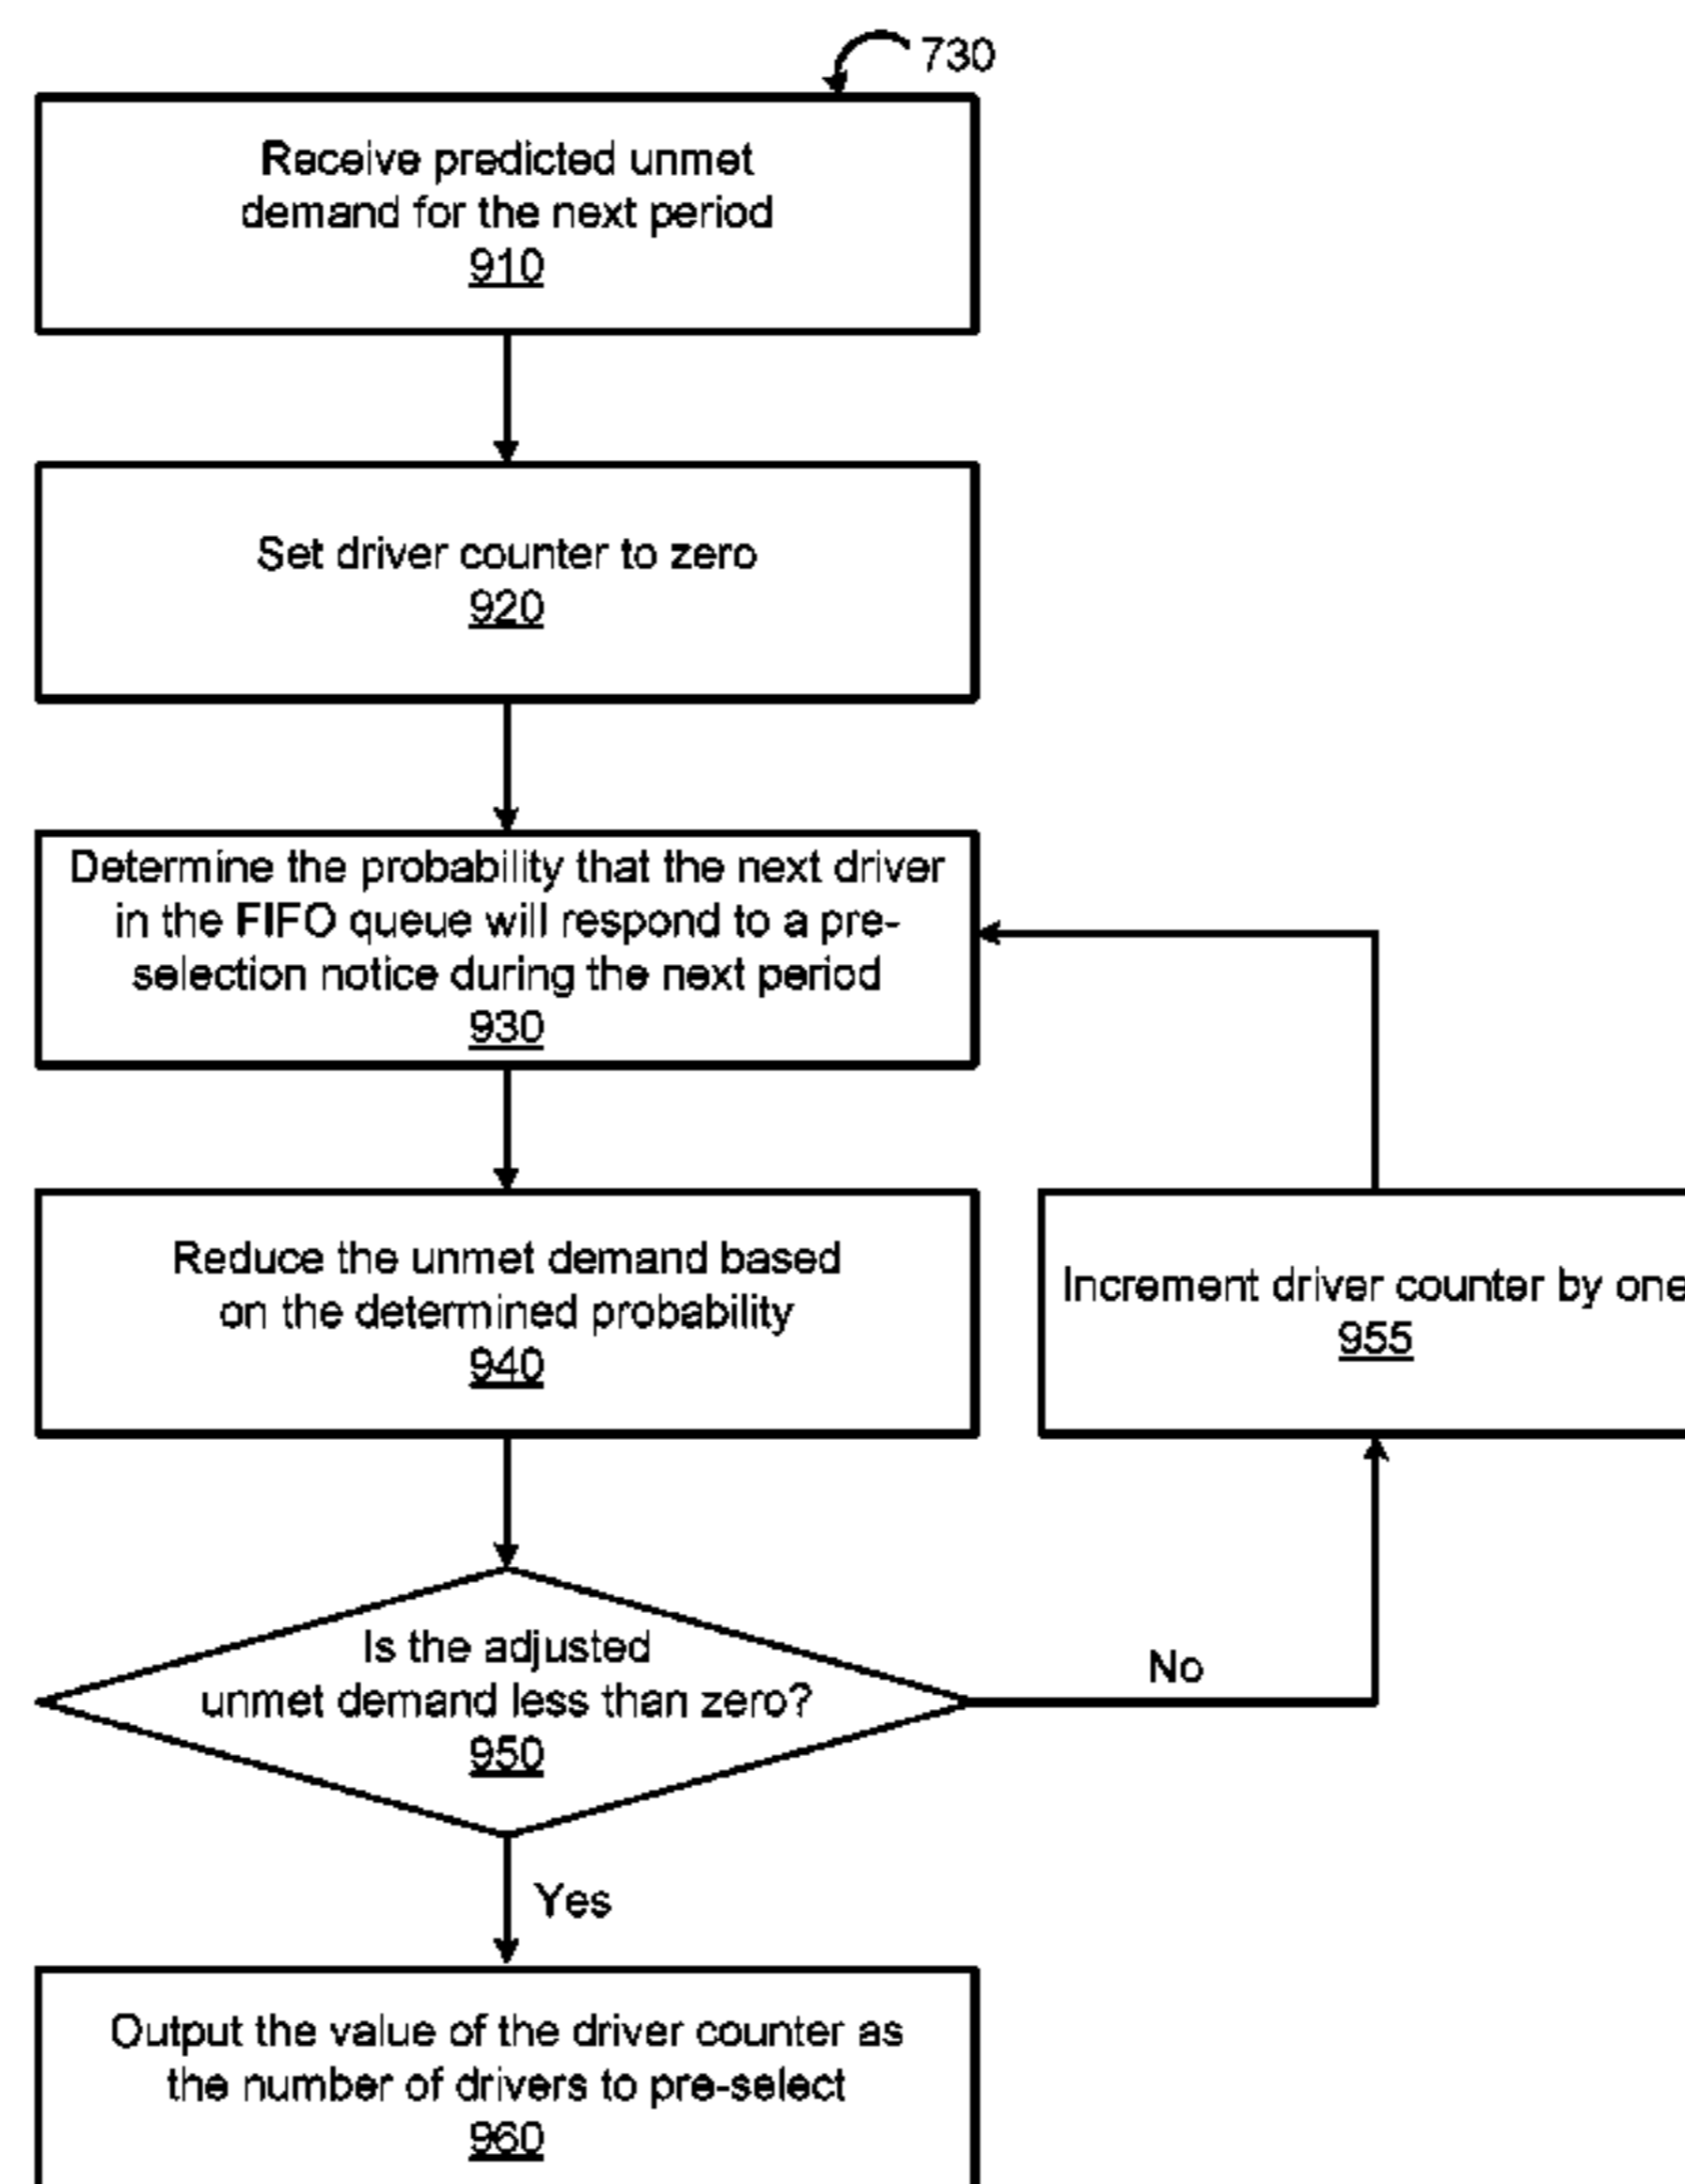 730
Receive predicted unmet
demand for the next period
910
Set driver counter to zero
920
Determine the probability that the next driver
in the FIFO queue will respond to a pre-
selection notice during the next period
930
Reduce the unmet demand based
on the determined probability
940
Increment driver counter by one
955
Is the adjusted
unmet demand less than zero?
950
No
Yes
Output the value of the driver counter as
the number of drivers to pre-select
960